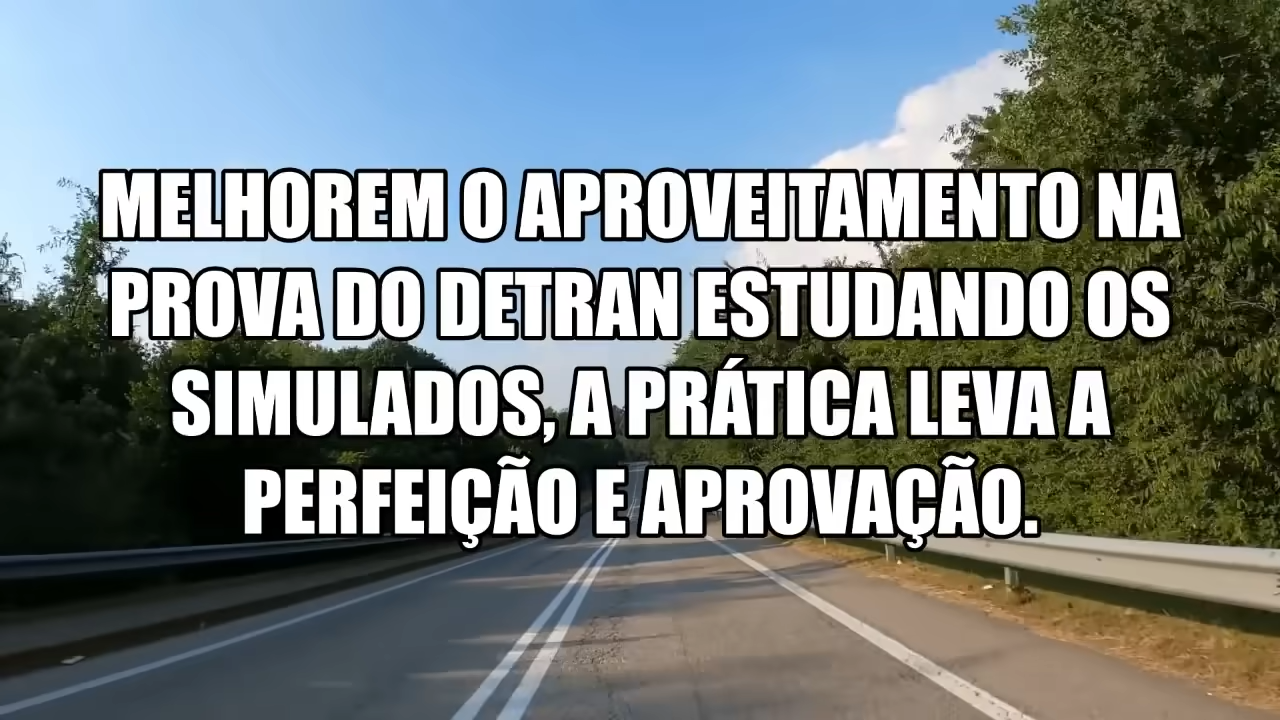 MELHOREM O APROVEITAMENTO NA
PROVA DO DETRAN ESTUDANDO OS
SIMULADOS, A PRÁTICA LEVA A
PERFEIÇÃO E APROVAÇÃO.